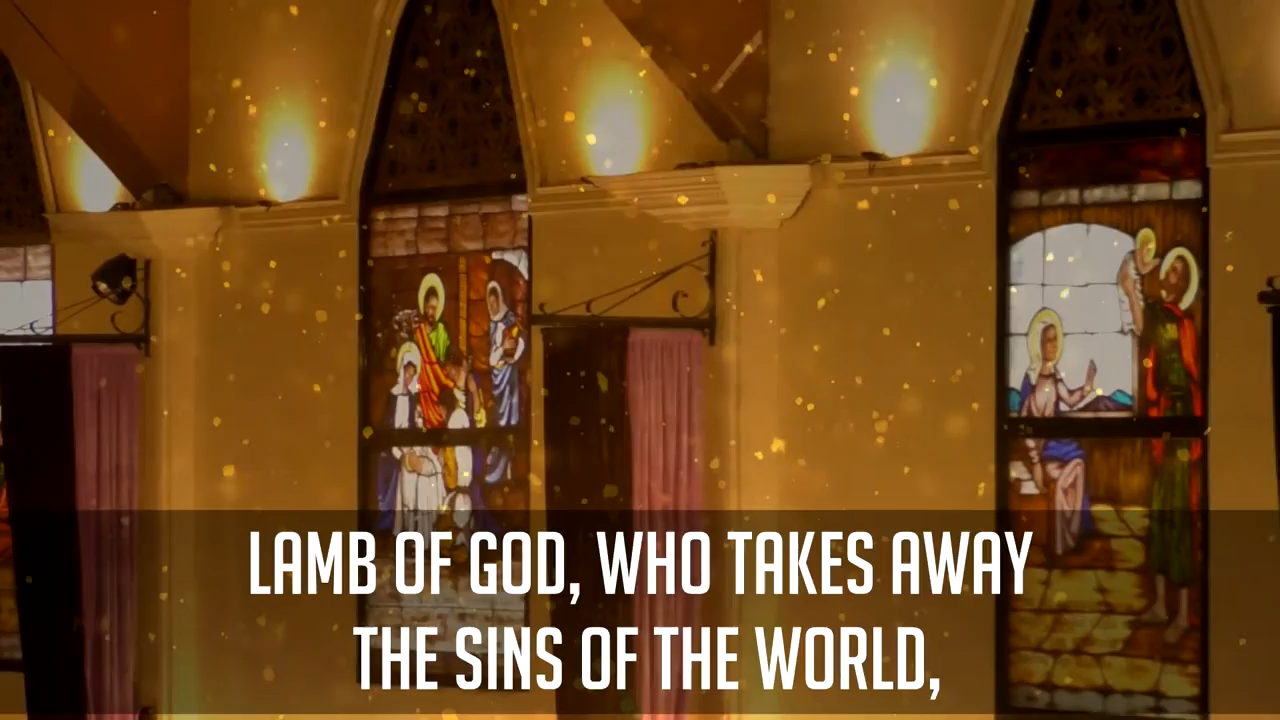 LAMB OF GOD, WHO TAKES AWAY
THE SINS OF THE WORLD,